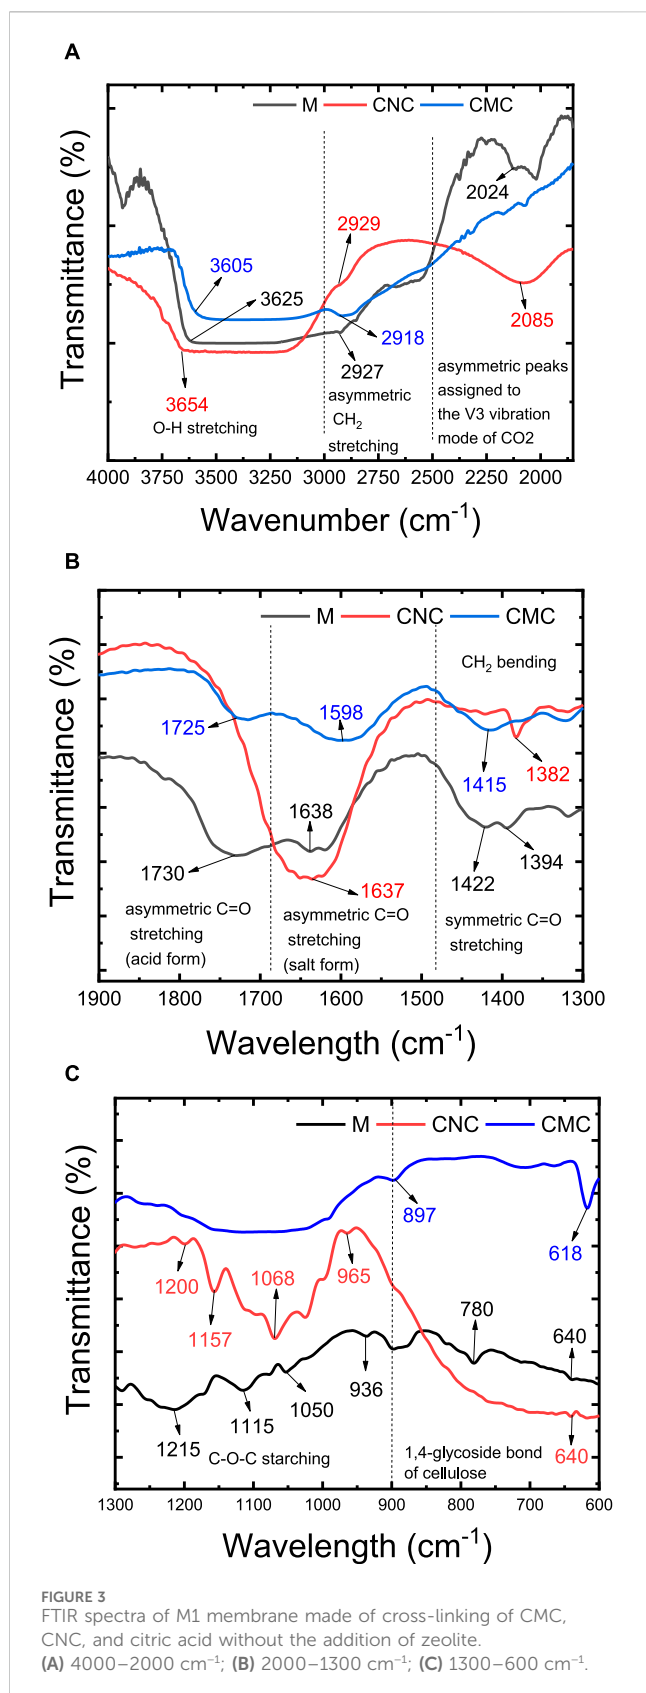 A
M CNC CMC
Transmittance (%)
2024
2929
3605
3625
2085
2918
2927
3654
O-H stretching
asymmetric
CH2
stretching
asymmetric peaks
assigned to
the V3 vibration
mode of CO2
4000 3750 3500 3250 3000 2750 2500 2250 2000
Wavenumber (cm⁻¹)
B
M CNC CMC
Transmittance (%)
CH2 bending
1725
1598
1415
1382
1638
1730
1637
1422
1394
asymmetric C=O
stretching
(acid form)
asymmetric C=O
stretching
(salt form)
symmetric C=O
stretching
1900 1800 1700 1600 1500 1400 1300
Wavelength (cm⁻¹)
C
M CNC CMC
Transmittance (%)
897
618
1200
1068
965
1157
780
640
936
1050
1115
1215
640
C-O-C starching
1,4-glycoside bond
of cellulose
1300 1200 1100 1000 900 800 700 600
Wavelength (cm⁻¹)
FIGURE 3
FTIR spectra of M1 membrane made of cross-linking of CMC,
CNC, and citric acid without the addition of zeolite.
(A) 4000–2000 cm⁻¹; (B) 2000–1300 cm⁻¹; (C) 1300–600 cm⁻¹.